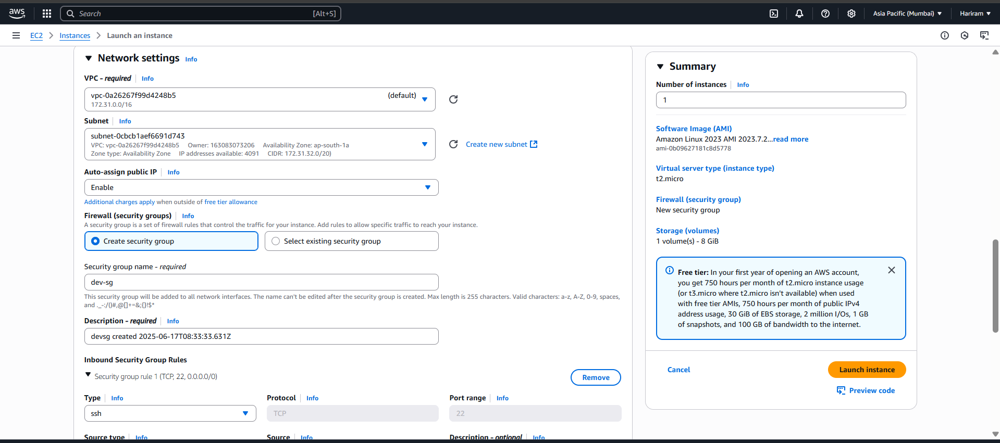 aws
Search [Alt+S]
Asia Pacific (Mumbai)
Hariram
EC2 > Instances > Launch an instance
Network settings Info
VPC - required Info
vpc-0a26267f99d4248b5 (default)
172.31.0.0/16
Subnet Info
subnet-0cbcb1aef6691d743
VPC: vpc-0a26267f99d4248b5 Owner: 163083073206 Availability Zone: ap-south-1a
Zone type: Availability Zone IP addresses available: 4091 CIDR: 172.31.32.0/20)
Create new subnet
Auto-assign public IP Info
Enable
Additional charges apply when outside of free tier allowance
Firewall (security groups) Info
A security group is a set of firewall rules that control the traffic for your instance. Add rules to allow specific traffic to reach your instance.
Create security group
Select existing security group
Security group name - required
dev-sg
This security group will be added to all network interfaces. The name can't be edited after the security group is created. Max length is 255 characters. Valid characters: a-z, A-Z, 0-9, spaces,
and ._-:/()#,@[]+=&;{}!$*
Description - required Info
devsg created 2025-06-17T08:33:33.631Z
Inbound Security Group Rules
Security group rule 1 (TCP, 22, 0.0.0.0/0)
Remove
Type Info
ssh
Protocol Info
TCP
Port range Info
22
Source type Info
Source Info
Description - optional Info
Summary
Number of instances Info
1
Software Image (AMI)
Amazon Linux 2023 AMI 2023.7.2...read more
ami-0b09627181c8d5778
Virtual server type (instance type)
t2.micro
Firewall (security group)
New security group
Storage (volumes)
1 volume(s) - 8 GiB
Free tier: In your first year of opening an AWS account,
you get 750 hours per month of t2.micro instance usage
(or t3.micro where t2.micro isn't available) when used
with free tier AMIs, 750 hours per month of public IPv4
address usage, 30 GiB of EBS storage, 2 million I/Os, 1 GB
of snapshots, and 100 GB of bandwidth to the internet.
Cancel
Launch instance
Preview code